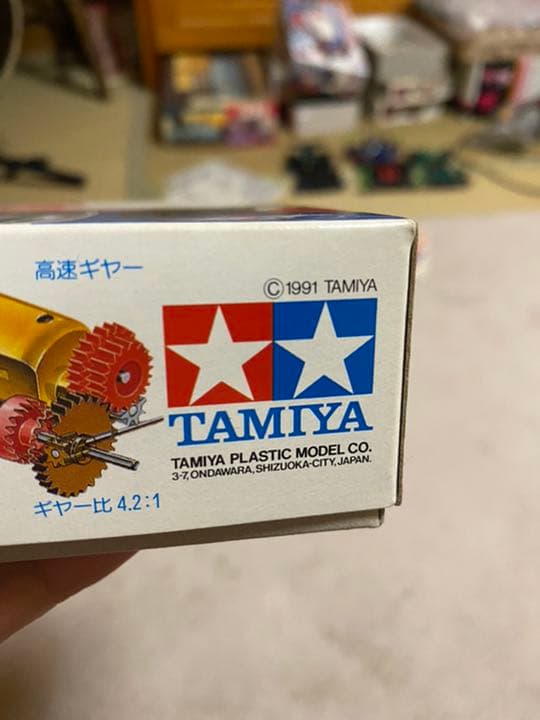 高速ギヤー
©1991 TAMIYA
TAMIYA
TAMIYA PLASTIC MODEL CO.
3-7, ONDAWARA, SHIZUOKA-CITY, JAPAN.
ギヤー比 4.2:1